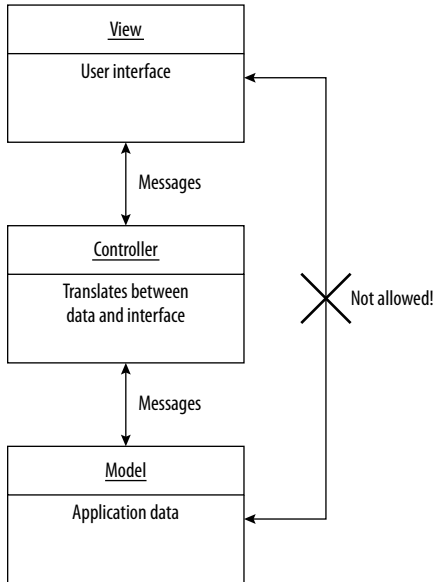 View
User interface
Messages
Controller
Translates between
data and interface
Not allowed!
Messages
Model
Application data